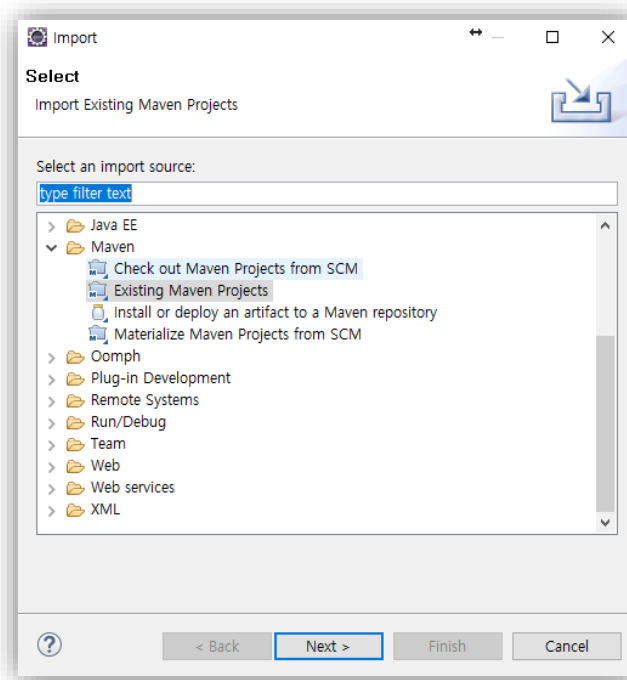 Import
Select
Import Existing Maven Projects
Select an import source:
type filter text
Java EE
Maven
Check out Maven Projects from SCM
Existing Maven Projects
Install or deploy an artifact to a Maven repository
Materialize Maven Projects from SCM
Oomph
Plug-in Development
Remote Systems
Run/Debug
Team
Web
Web services
XML
? < Back Next > Finish Cancel